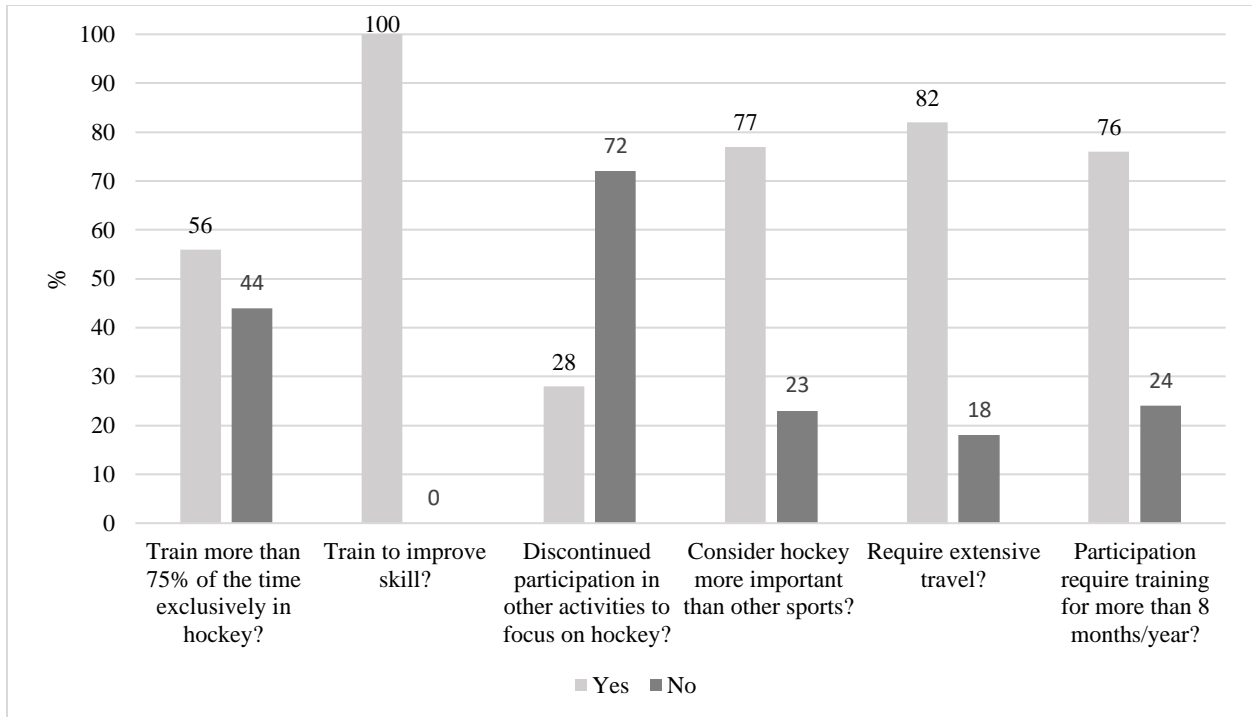 100
90
80
70
60
50
40
30
20
10
0
%
56
44
100
0
28
72
77
23
82
18
76
24
Train more than
75% of the time
exclusively in
hockey?
Train to improve
skill?
Discontinued
participation in
other activities to
focus on hockey?
Consider hockey
more important
than other sports?
Require extensive
travel?
Participation
require training
for more than 8
months/year?
Yes No